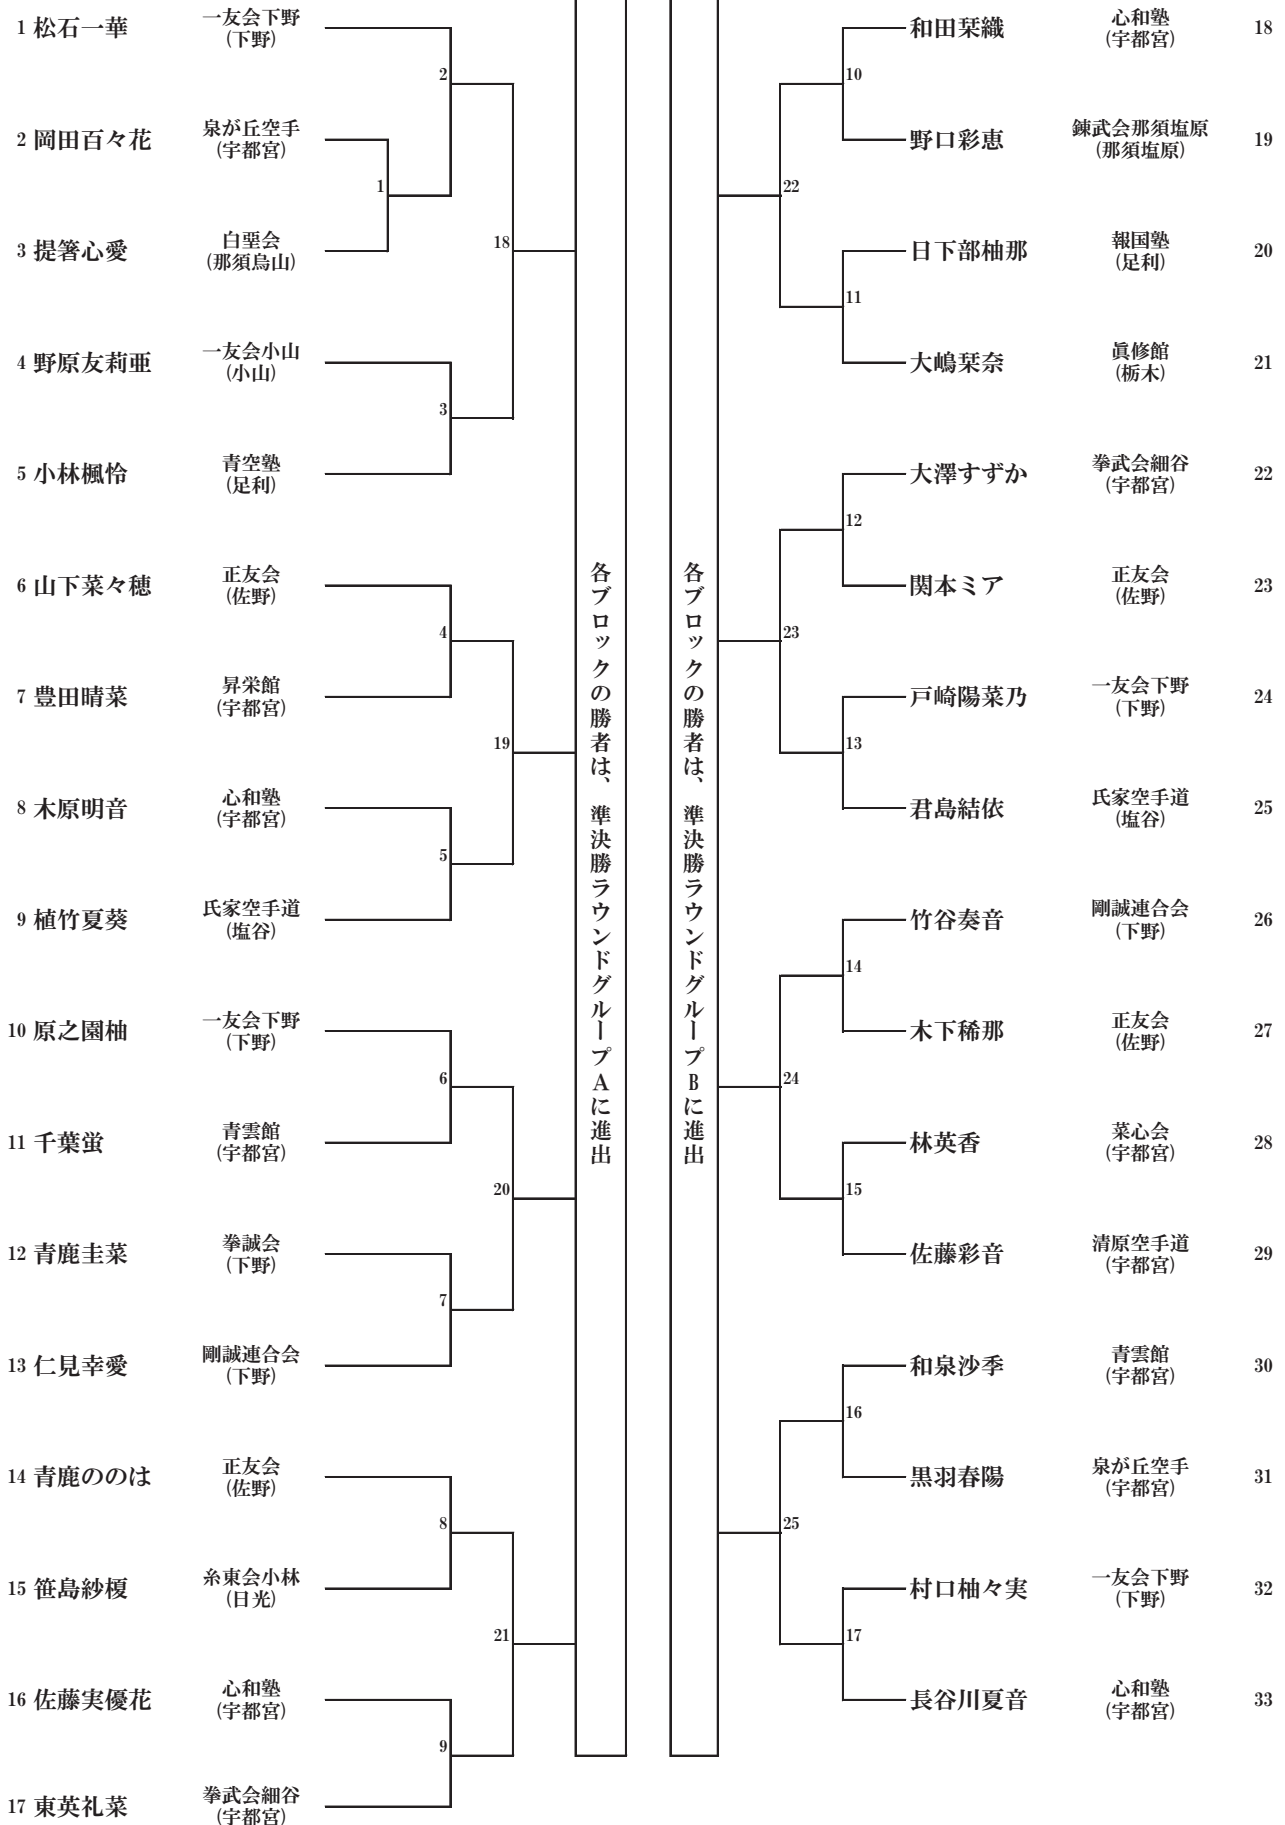 1 松石一華 一友会下野
(下野)
2
2 岡田百々花 泉が丘空手
(宇都宮)
1
3 提箸心愛 白堊会
(那須烏山)
18
4 野原友莉亜 一友会小山
(小山)
3
5 小林楓怜 青空塾
(足利)
6 山下菜々穂 正友会
(佐野)
4
7 豊田晴菜 昇栄館
(宇都宮)
19
8 木原明音 心和塾
(宇都宮)
5
9 植竹夏葵 氏家空手道
(塩谷)
10 原之園柚 一友会下野
(下野)
6
11 千葉蛍 青雲館
(宇都宮)
20
12 青鹿圭菜 拳誠会
(下野)
7
13 仁見幸愛 剛誠連合会
(下野)
14 青鹿ののは 正友会
(佐野)
8
15 笹島紗榎 糸東会小林
(日光)
21
16 佐藤実優花 心和塾
(宇都宮)
9
17 東英礼菜 拳武会細谷
(宇都宮)
各ブロックの勝者は、準決勝ラウンドグループAに進出
各ブロックの勝者は、準決勝ラウンドグループBに進出
和田栞織 心和塾 18
(宇都宮)
10
野口彩恵 錬武会那須塩原 19
(那須塩原)
22
日下部柚那 報国塾 20
(足利)
11
大嶋栞奈 眞修館 21
(栃木)
大澤すずか 拳武会細谷 22
(宇都宮)
12
関本ミア 正友会 23
(佐野)
23
戸崎陽菜乃 一友会下野 24
(下野)
13
君島結依 氏家空手道 25
(塩谷)
竹谷奏音 剛誠連合会 26
(下野)
14
木下稀那 正友会 27
(佐野)
24
林英香 菜心会 28
(宇都宮)
15
佐藤彩音 清原空手道 29
(宇都宮)
和泉沙季 青雲館 30
(宇都宮)
16
黒羽春陽 泉が丘空手 31
(宇都宮)
25
村口柚々実 一友会下野 32
(下野)
17
長谷川夏音 心和塾 33
(宇都宮)